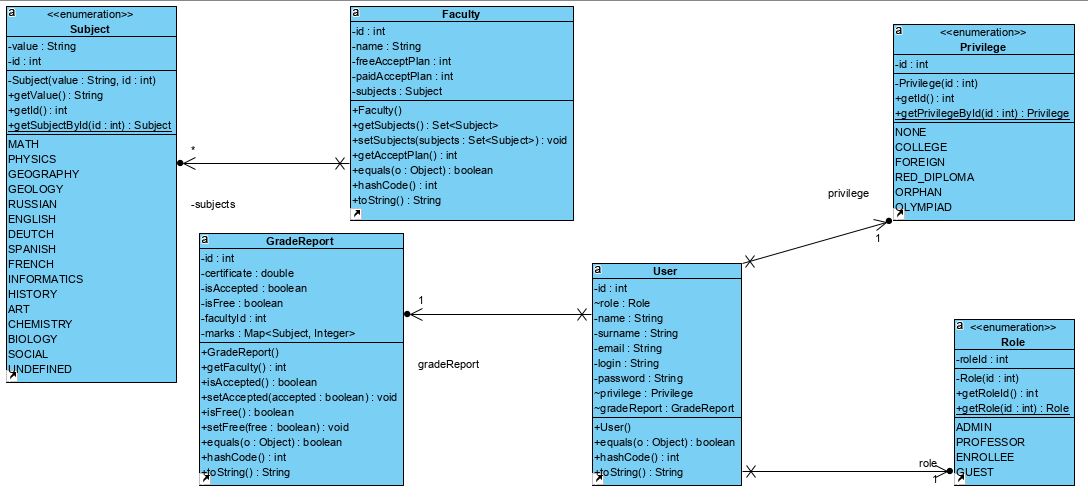 a
<<enumeration>>
Subject
-value : String
-id : int
-Subject(value : String, id : int)
+getValue() : String
+getId() : int
+getSubjectById(id : int) : Subject
MATH
PHYSICS
GEOGRAPHY
GEOLOGY
RUSSIAN
ENGLISH
DEUTCH
SPANISH
FRENCH
INFORMATICS
HISTORY
ART
CHEMISTRY
BIOLOGY
SOCIAL
UNDEFINED
*
-subjects
a
Faculty
-id : int
-name : String
-freeAcceptPlan : int
-paidAcceptPlan : int
-subjects : Subject
+Faculty()
+getSubjects() : Set<Subject>
+setSubjects(subjects : Set<Subject>) : void
+getAcceptPlan() : int
+equals(o : Object) : boolean
+hashCode() : int
+toString() : String
a
<<enumeration>>
Privilege
-id : int
-Privilege(id : int)
+getId() : int
+getPrivilegeById(id : int) : Privilege
NONE
COLLEGE
FOREIGN
RED_DIPLOMA
ORPHAN
OLYMPIAD
privilege
1
a
GradeReport
-id : int
-certificate : double
-isAccepted : boolean
-isFree : boolean
-facultyId : int
-marks : Map<Subject, Integer>
+GradeReport()
+getFaculty() : int
+isAccepted() : boolean
+setAccepted(accepted : boolean) : void
+isFree() : boolean
+setFree(free : boolean) : void
+equals(o : Object) : boolean
+hashCode() : int
+toString() : String
1
gradeReport
a
User
-id : int
~role : Role
-name : String
-surname : String
-email : String
-login : String
-password : String
~privilege : Privilege
~gradeReport : GradeReport
+User()
+equals(o : Object) : boolean
+hashCode() : int
+toString() : String
role
1
a
<<enumeration>>
Role
-roleId : int
-Role(id : int)
+getRoleId() : int
+getRole(id : int) : Role
ADMIN
PROFESSOR
ENROLLEE
GUEST